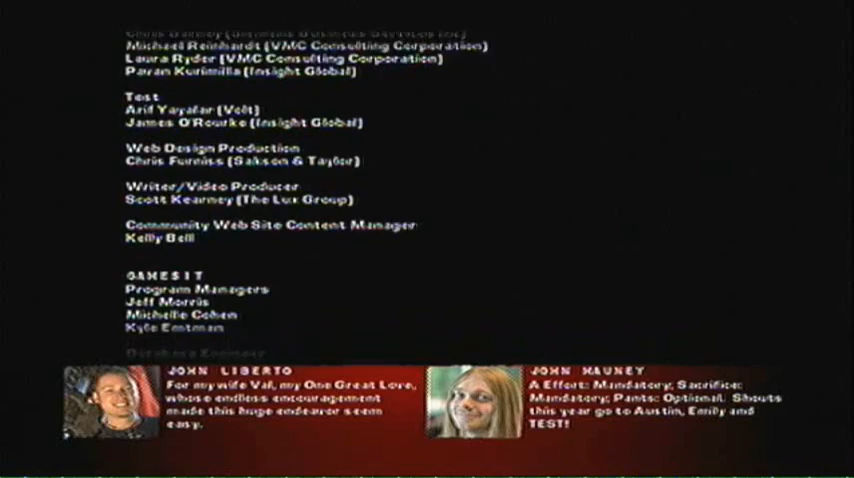 Michael Reinhardt (VMC Consulting Corporation)
Laura Ryder (VMC Consulting Corporation)
Pavan Kurimilla (Insight Global)
Test
Arif Yayalar (Volt)
James O'Rourke (Insight Global)
Web Design Production
Chris Furniss (Sakson & Taylor)
Writer/Video Producer
Scott Kearney (The Lux Group)
Community Web Site Content Manager
Kelly Bell
GAMES IT
Program Managers
Jeff Morris
Michelle Cohen
Kyle Entman
Database Engineer
JOHN LIBERTO
For my wife Val, my One Great Love,
whose endless encouragement
made this huge endeavor seem
easy.
JOHN MAUNEY
A Effort: Mandatory; Sacrifice:
Mandatory; Pants: Optional. Shouts
this year go to Austin, Emily and
TEST!